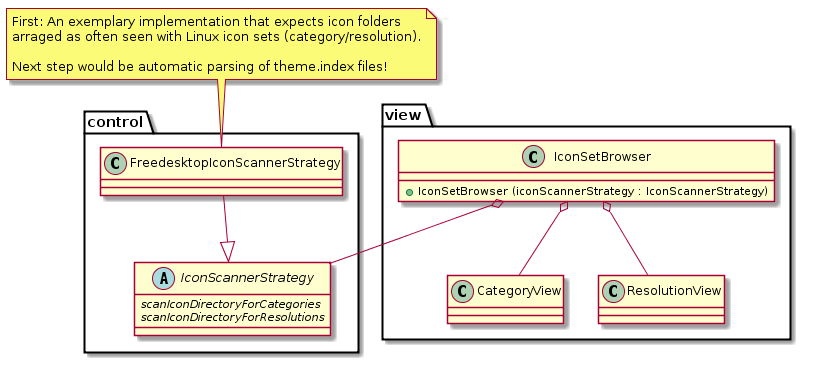 First: An exemplary implementation that expects icon folders
arraged as often seen with Linux icon sets (category/resolution).
Next step would be automatic parsing of theme.index files!
control
view
C FreedesktopIconScannerStrategy
C IconSetBrowser
IconSetBrowser (iconScannerStrategy : IconScannerStrategy)
A IconScannerStrategy
scanIconDirectoryForCategories
scanIconDirectoryForResolutions
C CategoryView
C ResolutionView